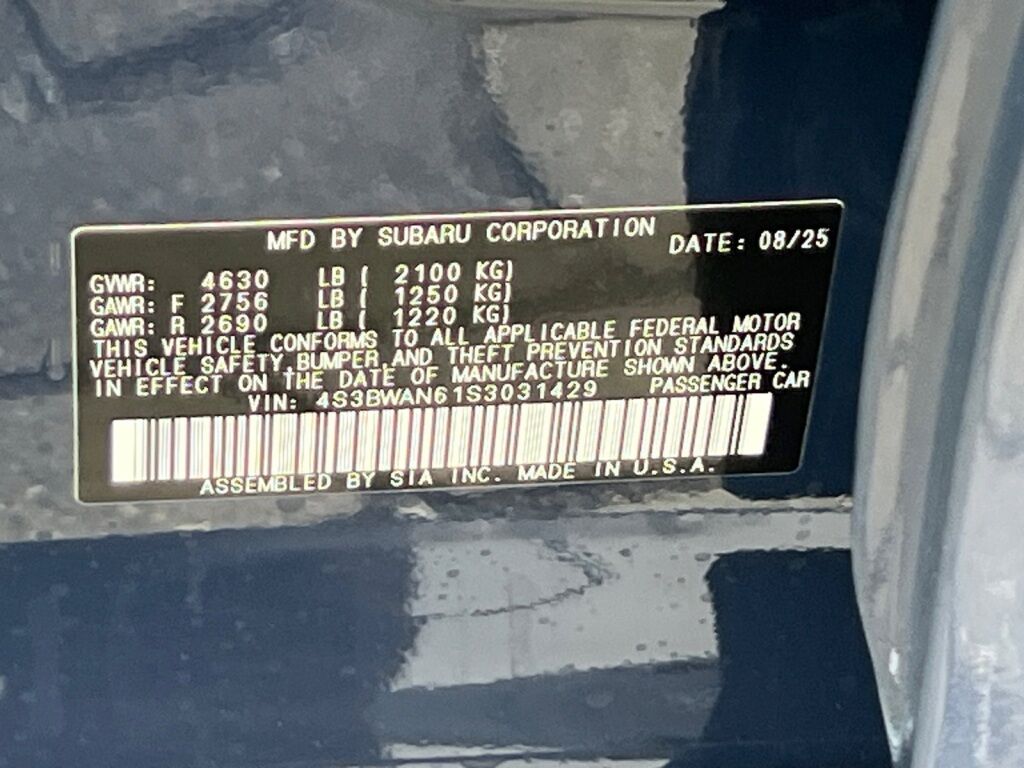 MFD BY SUBARU CORPORATION DATE: 08/25
GVWR: 4630 LB ( 2100 KG)
GAWR: F 2756 LB ( 1250 KG)
GAWR: R 2690 LB ( 1220 KG)
THIS VEHICLE CONFORMS TO ALL APPLICABLE FEDERAL MOTOR
VEHICLE SAFETY,BUMPER,AND THEFT PREVENTION STANDARDS
IN EFFECT ON THE DATE OF MANUFACTURE SHOWN ABOVE.
VIN: 4S3BWAN61S3031429 PASSENGER CAR
ASSEMBLED BY SIA INC. MADE IN U.S.A.